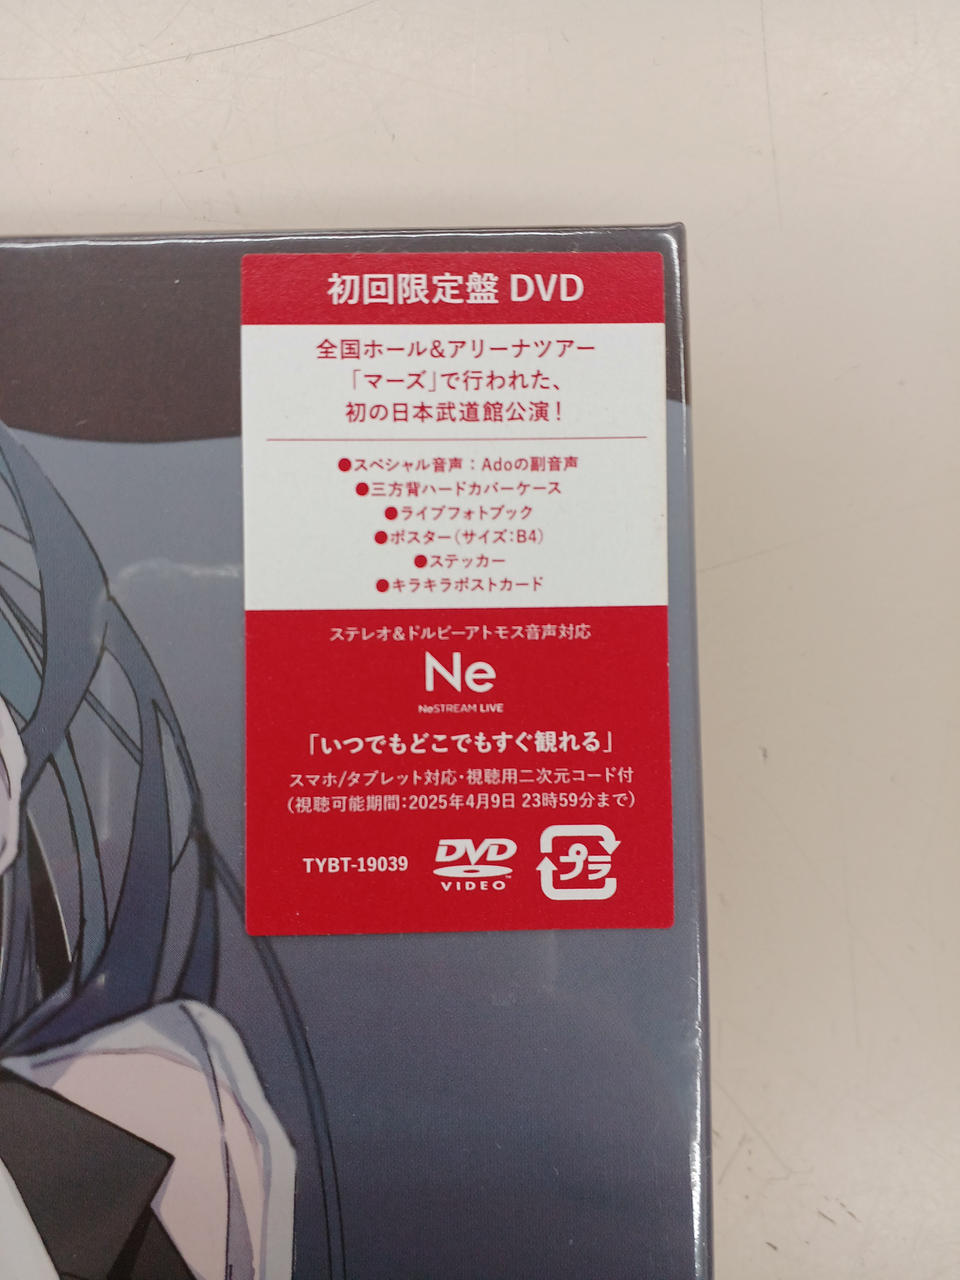 初回限定盤 DVD
全国ホール&アリーナツアー
「マーズ」で行われた、
初の日本武道館公演!
●スペシャル音声:Adoの副音声
●三方背ハードカバーケース
●ライブフォトブック
●ポスター(サイズ:B4)
●ステッカー
●キラキラポストカード
ステレオ&ドルビーアトモス音声対応
Ne
NeSTREAM LIVE
「いつでもどこでもすぐ観れる」
スマホ/タブレット対応・視聴用二次元コード付
(視聴可能期間:2025年4月9日 23時59分まで)
TYBT-19039
DVD
VIDEO™
プラ